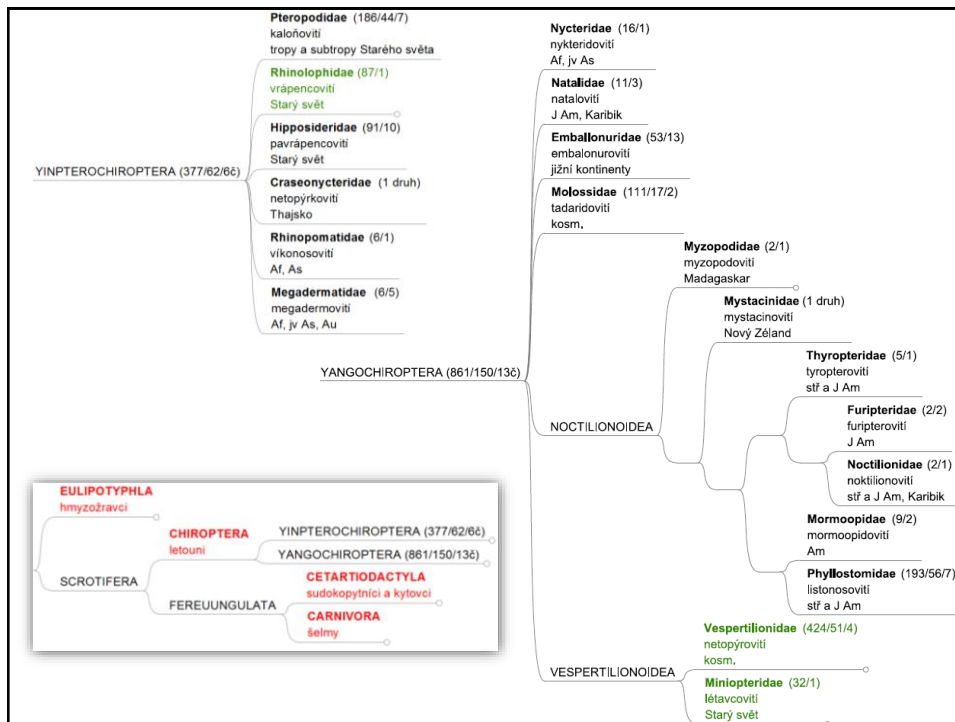 Pteropodidae (186/44/7)
kaloňovití
tropy a subtropy Starého světa
Rhinolophidae (87/1)
vrápencovití
Starý svět
Hipposideridae (91/10)
pavrápencovití
Starý svět
YINPTEROCHIROPTERA (377/62/6č)
Craseonycteridae (1 druh)
netopýrkovití
Thajsko
Rhinopomatidae (6/1)
víkonosovití
Af, As
Megadermatidae (6/5)
megadermovití
Af, jv As, Au
YANGOCHIROPTERA (861/150/13č)
Nycteridae (16/1)
nykteridovití
Af, jv As
Natalidae (11/3)
natalovití
J Am, Karibik
Emballonuridae (53/13)
embalonurovití
jižní kontinenty
Molossidae (111/17/2)
tadaridovití
kosm.
NOCTILIONOIDEA
Myzopodidae (2/1)
myzopodovití
Madagaskar
Mystacinidae (1 druh)
mystacinovití
Nový Zéland
Thyropteridae (5/1)
tyropterovití
stř a J Am
Furipteridae (2/2)
furipterovití
J Am
Noctilionidae (2/1)
noktilionovití
stř a J Am, Karibik
Mormoopidae (9/2)
mormoopidovití
Am
Phyllostomidae (193/56/7)
listonosovití
stř a J Am
VESPERTILIONOIDEA
Vespertilionidae (424/51/4)
netopýrovití
kosm.
Miniopteridae (32/1)
létavcovití
Starý svět
EULIPOTYPHLA
hmyzožravci
SCROTIFERA
CHIROPTERA
letouni
YINPTEROCHIROPTERA (377/62/6č)
YANGOCHIROPTERA (861/150/13č)
FEREUUNGULATA
CETARTIODACTYLA
sudokopytníci a kytovci
CARNIVORA
šelmy